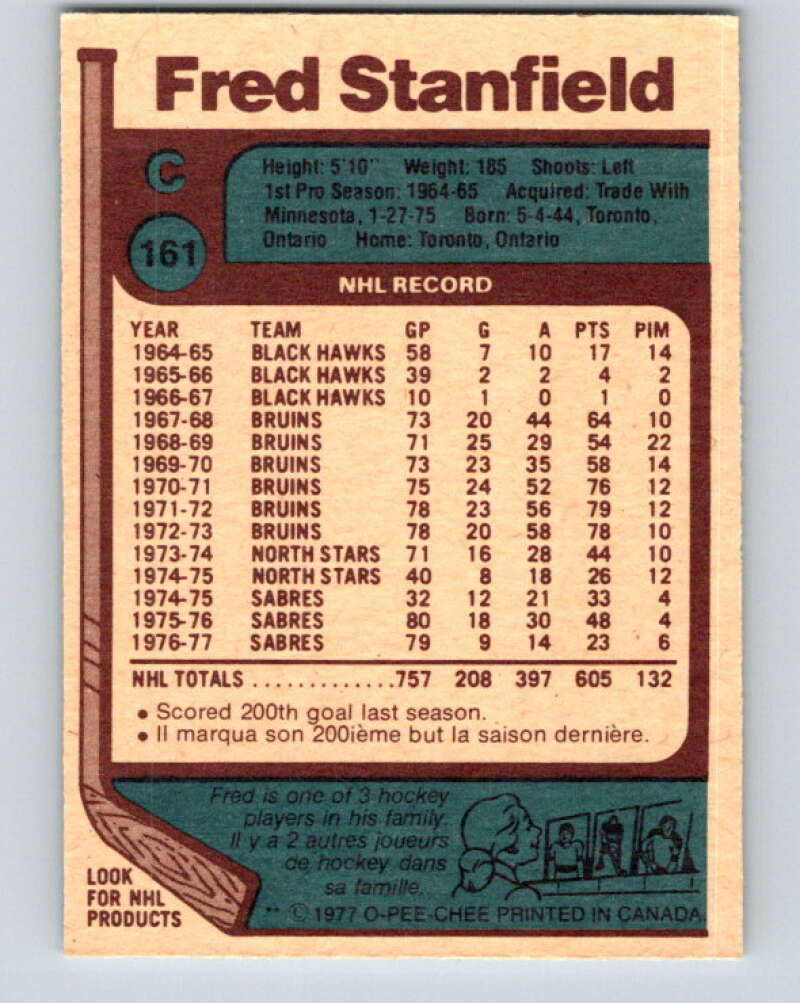 Fred Stanfield
C
161
Height: 5'10" Weight: 185 Shoots: Left
1st Pro Season: 1964-65 Acquired: Trade With
Minnesota, 1-27-75 Born: 5-4-44, Toronto,
Ontario Home: Toronto, Ontario
NHL RECORD
YEAR TEAM GP G A PTS PIM
1964-65 BLACK HAWKS 58 7 10 17 14
1965-66 BLACK HAWKS 39 2 2 4 2
1966-67 BLACK HAWKS 10 1 0 1 0
1967-68 BRUINS 73 20 44 64 10
1968-69 BRUINS 71 25 29 54 22
1969-70 BRUINS 73 23 35 58 14
1970-71 BRUINS 75 24 52 76 12
1971-72 BRUINS 78 23 56 79 12
1972-73 BRUINS 78 20 58 78 10
1973-74 NORTH STARS 71 16 28 44 10
1974-75 NORTH STARS 40 8 18 26 12
1974-75 SABRES 32 12 21 33 4
1975-76 SABRES 80 18 30 48 4
1976-77 SABRES 79 9 14 23 6
NHL TOTALS .............757 208 397 605 132
• Scored 200th goal last season.
• Il marqua son 200ième but la saison dernière.
Fred is one of 3 hockey
players in his family.
Il y a 2 autres joueurs
de hockey dans
sa famille.
LOOK
FOR NHL
PRODUCTS
** © 1977 O-PEE-CHEE PRINTED IN CANADA.